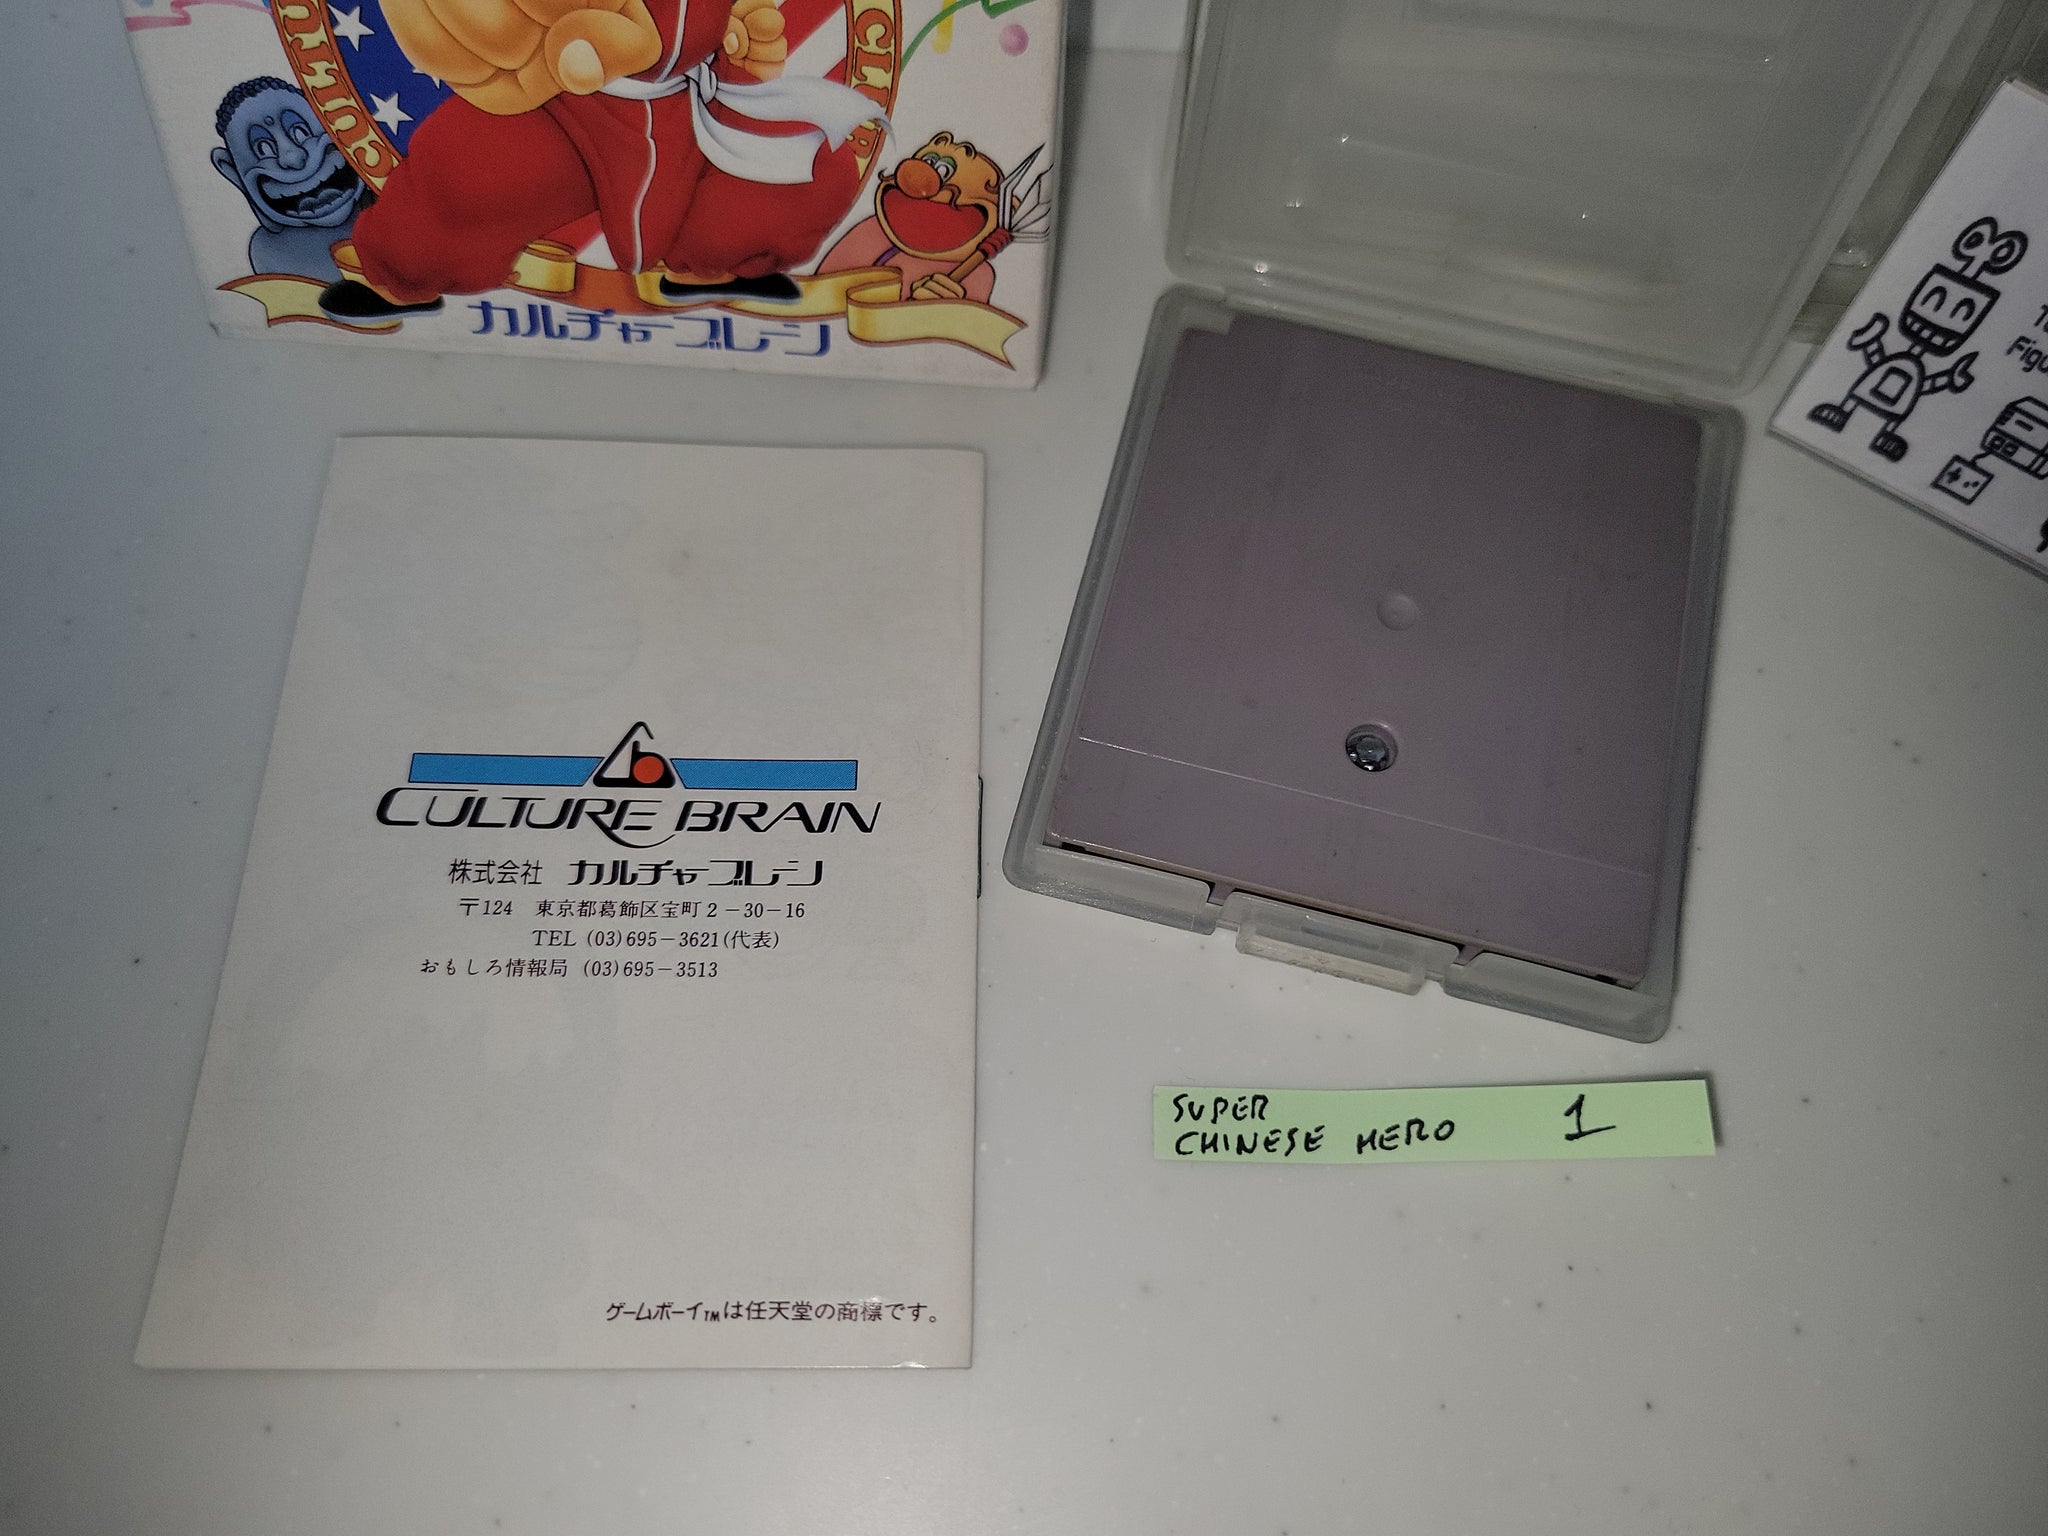 CLUB
カルチャーブレーン
CULTURE BRAIN
株式会社 カルチャーブレーン
〒124 東京都葛飾区宝町2-30-16
TEL (03)695-3621(代表)
おもしろ情報局 (03)695-3513
ゲームボーイTMは任天堂の商標です。
SUPER
CHINESE HERO 1